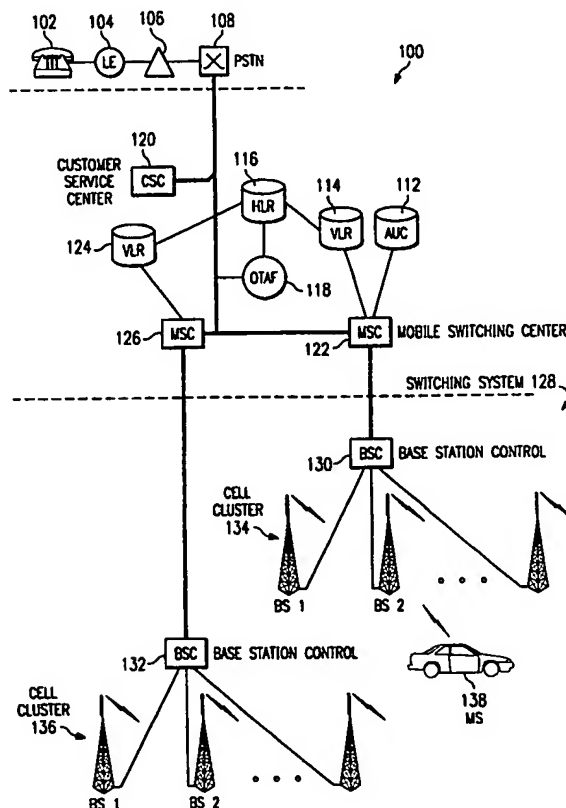 102
104
106
108
LE
PSTN
100
120
CUSTOMER
SERVICE
CENTER
CSC
116
HLR
114
VLR
112
AUC
124
VLR
OTAF
118
126
MSC
122
MSC
MOBILE SWITCHING CENTER
SWITCHING SYSTEM 128
130
BSC
BASE STATION CONTROL
CELL
CLUSTER
134
BS 1
BS 2
132
BSC
BASE STATION CONTROL
138
MS
CELL
CLUSTER
136
BS 1
BS 2